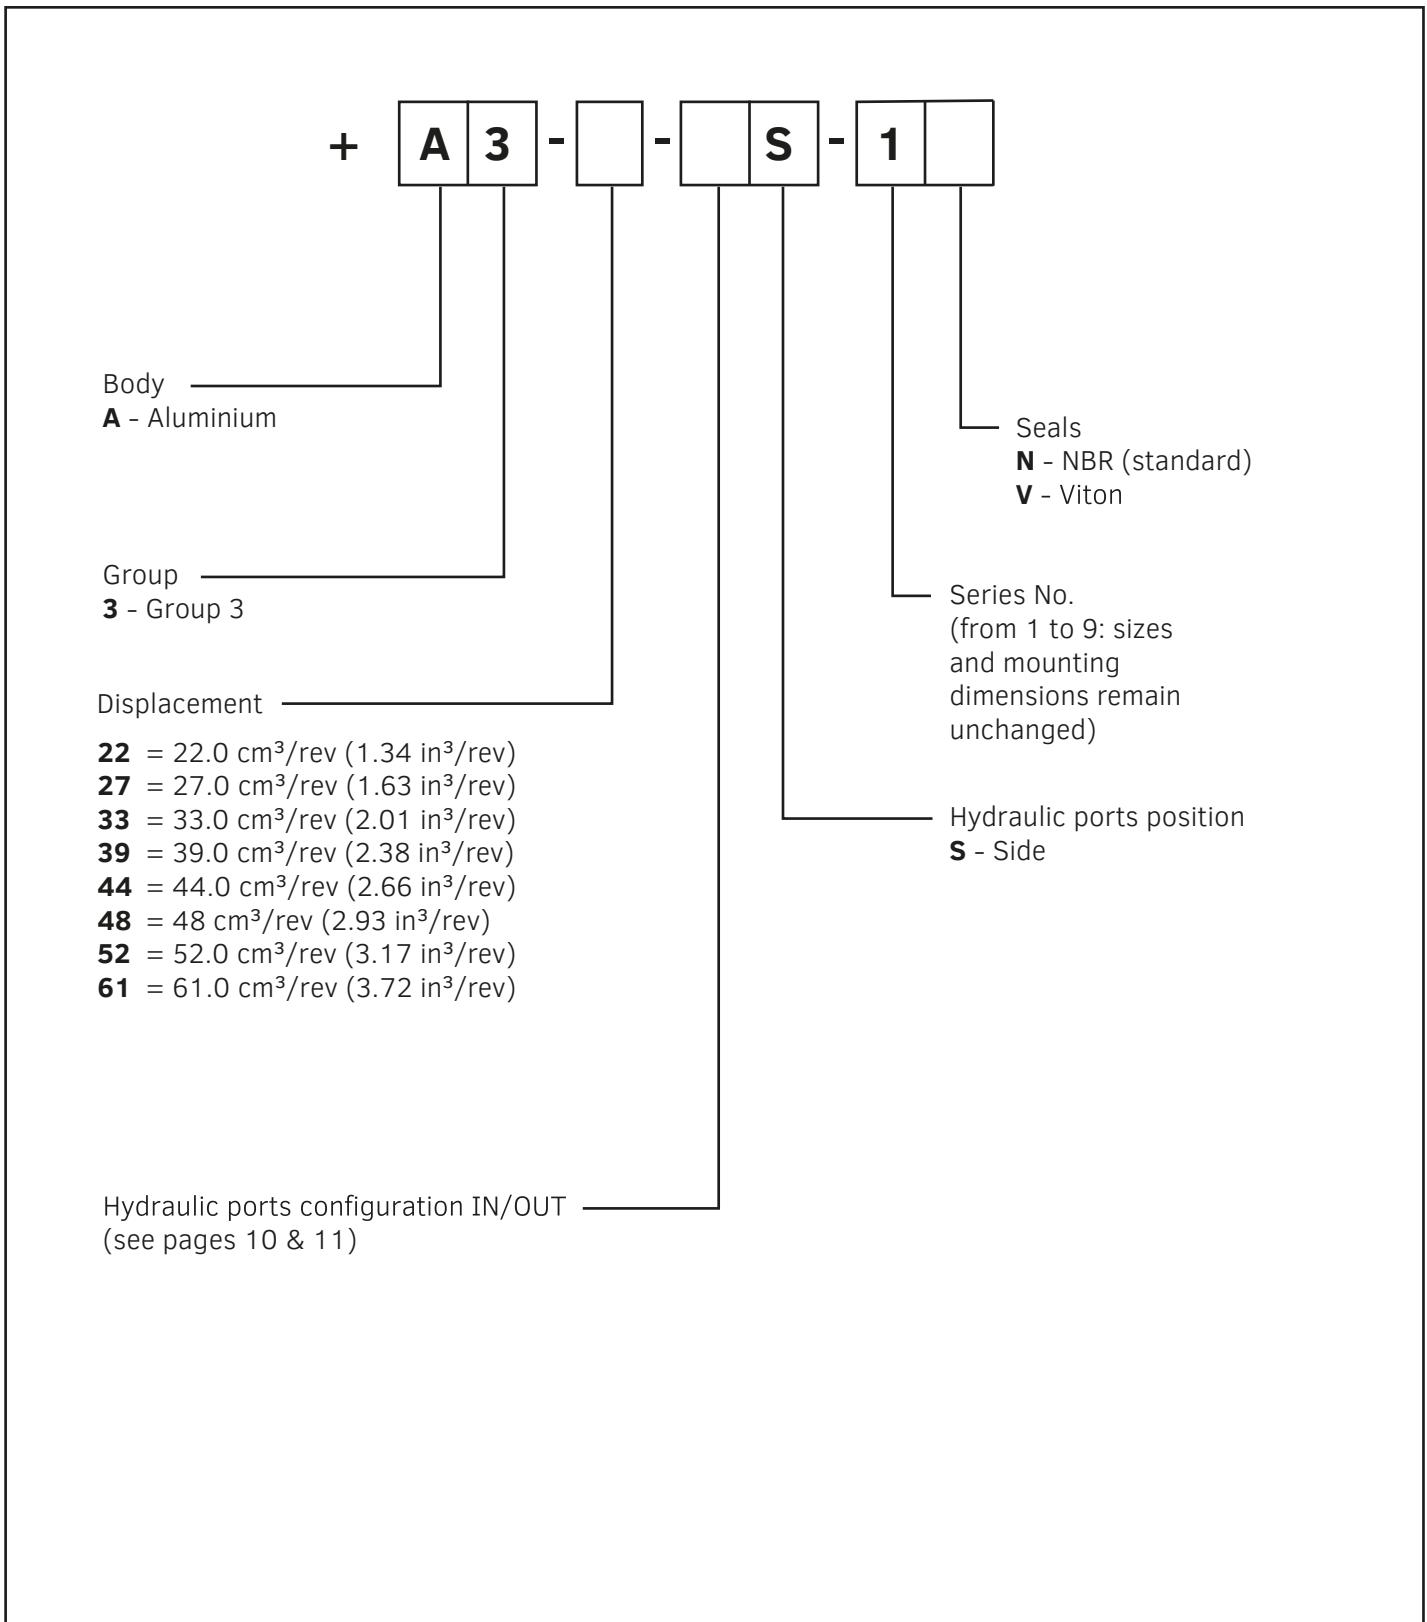 + A 3 - - S - 1
Body
A - Aluminium
Seals
N - NBR (standard)
V - Viton
Group
3 - Group 3
Series No.
(from 1 to 9: sizes
and mounting
dimensions remain
unchanged)
Displacement
22 = 22.0 cm³/rev (1.34 in³/rev)
27 = 27.0 cm³/rev (1.63 in³/rev)
33 = 33.0 cm³/rev (2.01 in³/rev)
39 = 39.0 cm³/rev (2.38 in³/rev)
44 = 44.0 cm³/rev (2.66 in³/rev)
48 = 48 cm³/rev (2.93 in³/rev)
52 = 52.0 cm³/rev (3.17 in³/rev)
61 = 61.0 cm³/rev (3.72 in³/rev)
Hydraulic ports position
S - Side
Hydraulic ports configuration IN/OUT
(see pages 10 & 11)